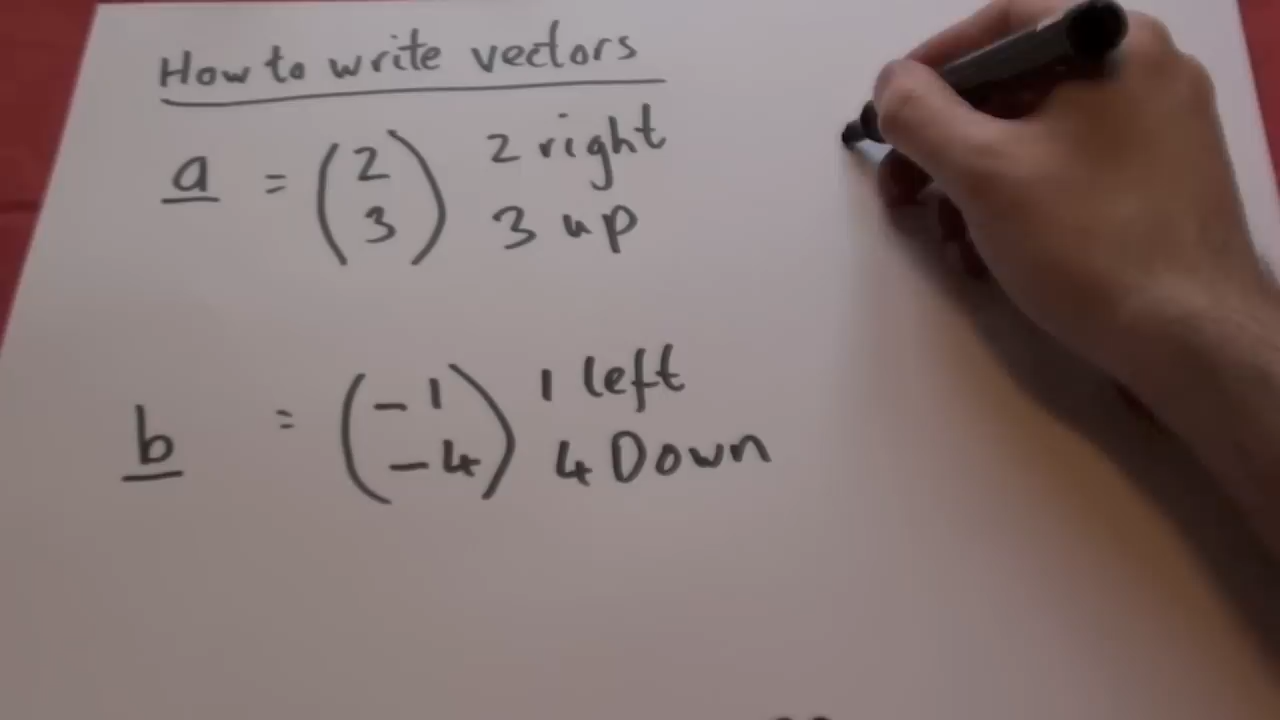 How to write vectors
a = (2 3) 2 right
3 up
b = (-1 -4) 1 left
4 Down